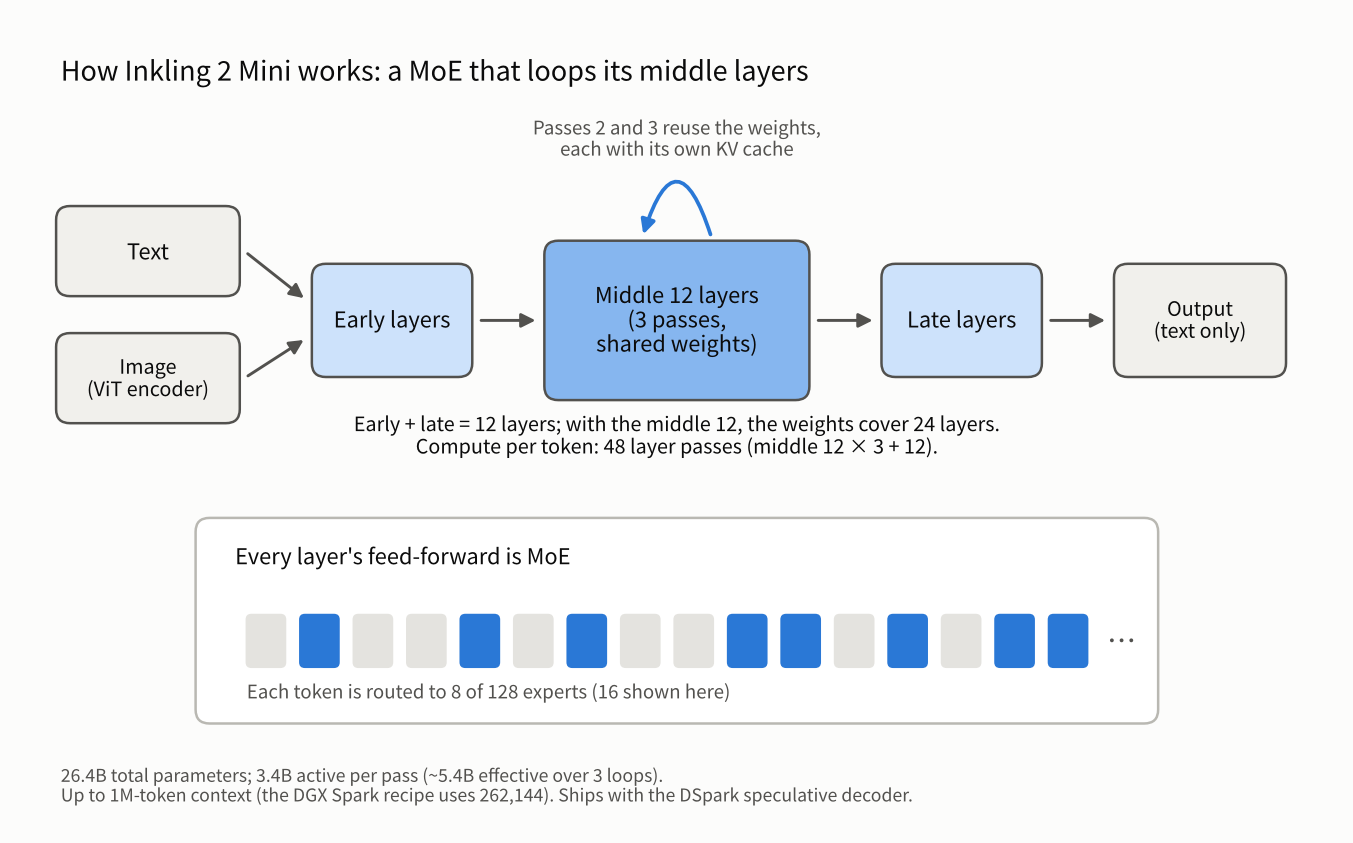 How Inkling 2 Mini works: a MoE that loops its middle layers
Passes 2 and 3 reuse the weights,
each with its own KV cache
Text
Image
(ViT encoder)
Early layers
Middle 12 layers
(3 passes,
shared weights)
Late layers
Output
(text only)
Early + late = 12 layers; with the middle 12, the weights cover 24 layers.
Compute per token: 48 layer passes (middle 12 × 3 + 12).
Every layer's feed-forward is MoE
···
Each token is routed to 8 of 128 experts (16 shown here)
26.4B total parameters; 3.4B active per pass (~5.4B effective over 3 loops).
Up to 1M-token context (the DGX Spark recipe uses 262,144). Ships with the DSpark speculative decoder.